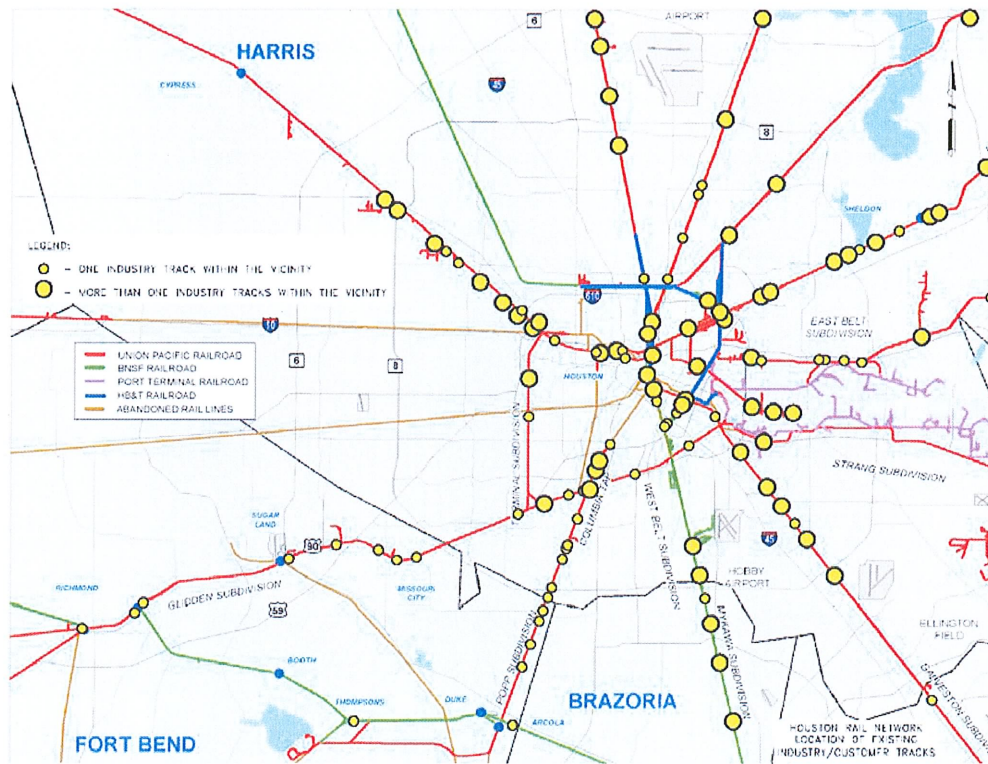 HARRIS
CYPRESS
6
45
AIRPORT
8
SHELDON
LEGEND:
- ONE INDUSTRY TRACK WITHIN THE VICINITY
- MORE THAN ONE INDUSTRY TRACKS WITHIN THE VICINITY
610
10
EAST BELT
SUBDIVISION
UNION PACIFIC RAILROAD
BNSF RAILROAD
PORT TERMINAL RAILROAD
HB&T RAILROAD
ABANDONED RAIL LINES
6
8
HOUSTON
TERMINAL SUBDIVISION
COLUMBIA TAP
WEST BELT SUBDIVISION
STRANG SUBDIVISION
SUGAR
LAND
90
45
HOBBY
AIRPORT
RICHMOND
GLIDDEN SUBDIVISION
MISSOURI
CITY
59
ELLINGTON
FIELD
BOOTH
POPP SUBDIVISION
MYKAWA SUBDIVISION
GALVESTON SUBDIV
THOMPSONS
DUKE
ARCOLA
BRAZORIA
FORT BEND
HOUSTON RAIL NETWORK
LOCATION OF EXISTING
INDUSTRY/CUSTOMER TRACKS